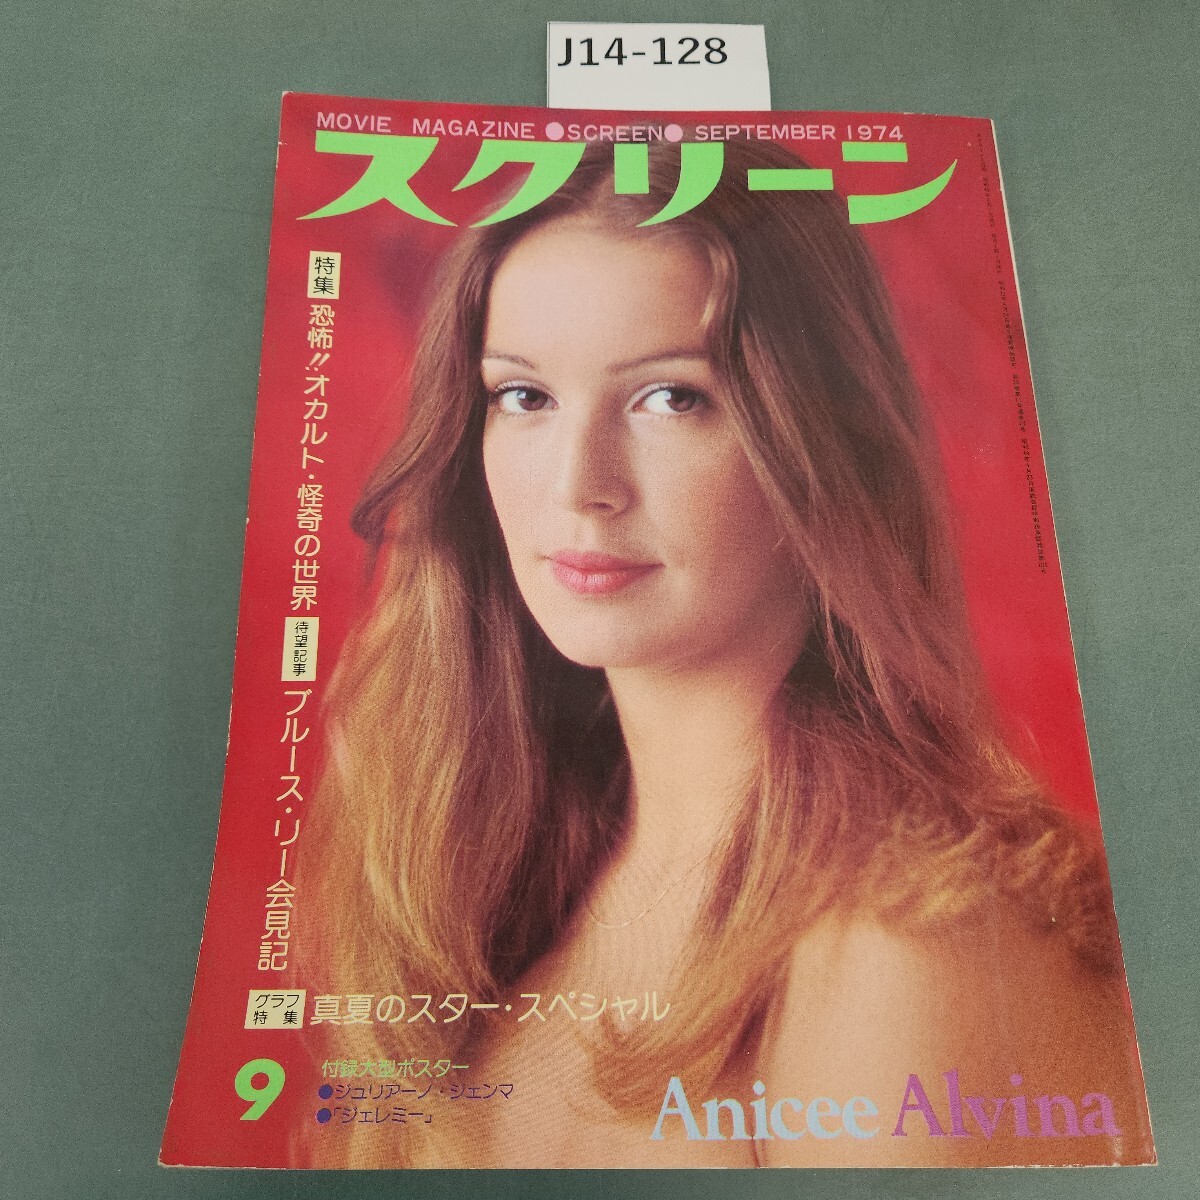 J14-128
MOVIE MAGAZINE ●SCREEN● SEPTEMBER 1974
スクリーン
特集
恐怖!!オカルト・怪奇の世界
待望記事
ブルース・リー会見記
グラフ
特集
真夏のスター・スペシャル
9
付録大型ポスター
●ジュリアーノ・ジェンマ
●「ジェレミー」
Anicee Alvina